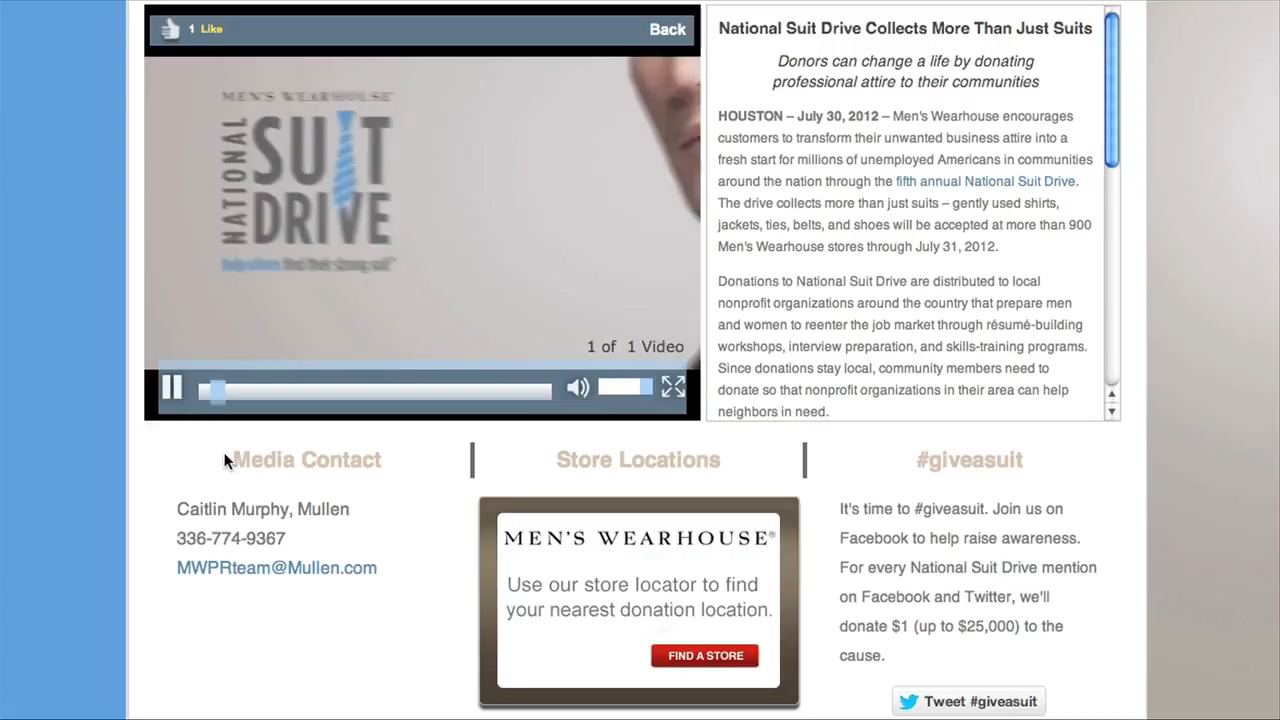 1 Like
Back
MEN'S WEARHOUSE
NATIONAL
SUIT
DRIVE
help others find their strong suit
1 of 1 Video
National Suit Drive Collects More Than Just Suits
Donors can change a life by donating
professional attire to their communities
HOUSTON – July 30, 2012 – Men's Wearhouse encourages
customers to transform their unwanted business attire into a
fresh start for millions of unemployed Americans in communities
around the nation through the fifth annual National Suit Drive.
The drive collects more than just suits – gently used shirts,
jackets, ties, belts, and shoes will be accepted at more than 900
Men's Wearhouse stores through July 31, 2012.
Donations to National Suit Drive are distributed to local
nonprofit organizations around the country that prepare men
and women to reenter the job market through résumé-building
workshops, interview preparation, and skills-training programs.
Since donations stay local, community members need to
donate so that nonprofit organizations in their area can help
neighbors in need.
Media Contact
Caitlin Murphy, Mullen
336-774-9367
MWPRteam@Mullen.com
Store Locations
MEN'S WEARHOUSE®
Use our store locator to find
your nearest donation location.
FIND A STORE
#giveasuit
It's time to #giveasuit. Join us on
Facebook to help raise awareness.
For every National Suit Drive mention
on Facebook and Twitter, we'll
donate $1 (up to $25,000) to the
cause.
Tweet #giveasuit